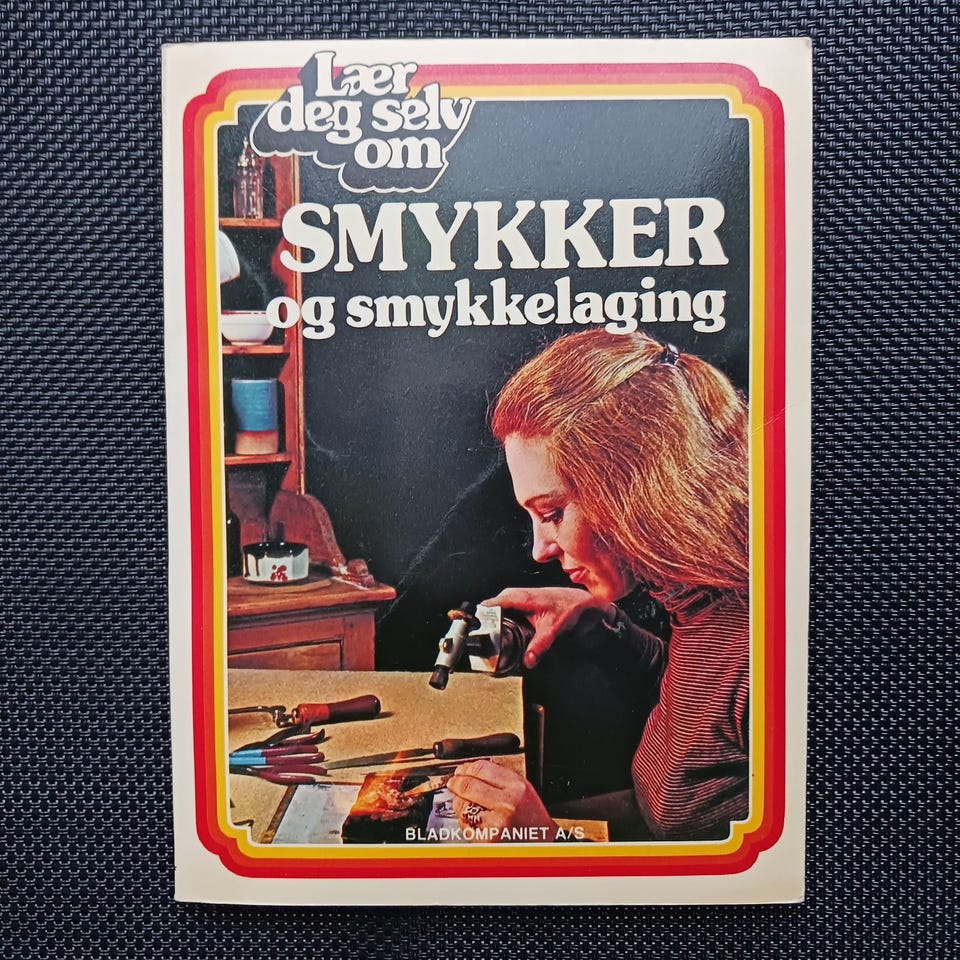 Lær
deg selv
om
SMYKKER
og smykkelaging
BLADKOMPANIET A/S